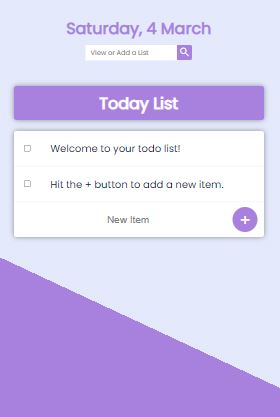 Saturday, 4 March
View or Add a List
Today List
Welcome to your todo list!
Hit the + button to add a new item.
New Item
+